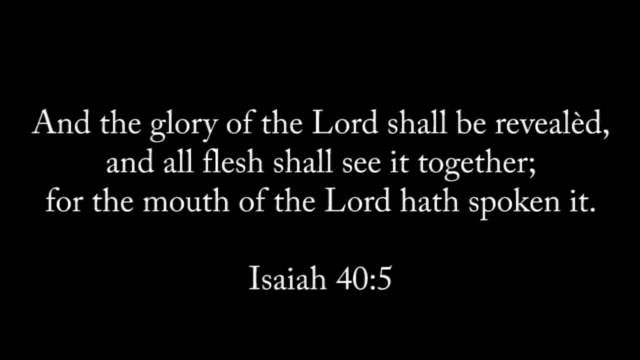 And the glory of the Lord shall be revealèd,
and all flesh shall see it together;
for the mouth of the Lord hath spoken it.
Isaiah 40:5